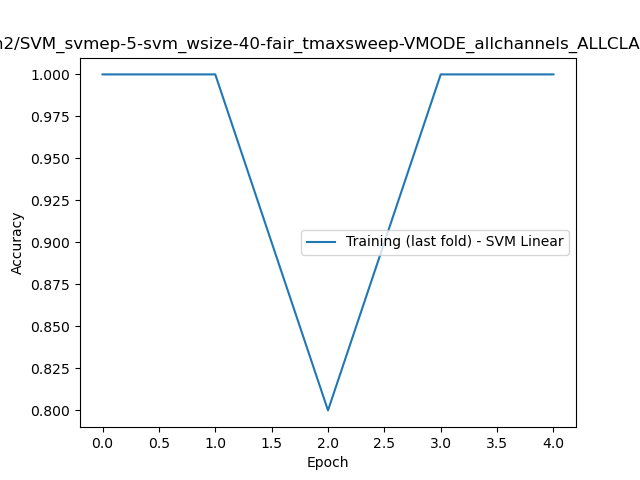 n2/SVM_svmep-5-svm_wsize-40-fair_tmaxsweep-VMODE_allchannels_ALLCLA
1.000
0.975
0.950
0.925
0.900
0.875
0.850
0.825
0.800
Accuracy
Training (last fold) - SVM Linear
0.0 0.5 1.0 1.5 2.0 2.5 3.0 3.5 4.0
Epoch